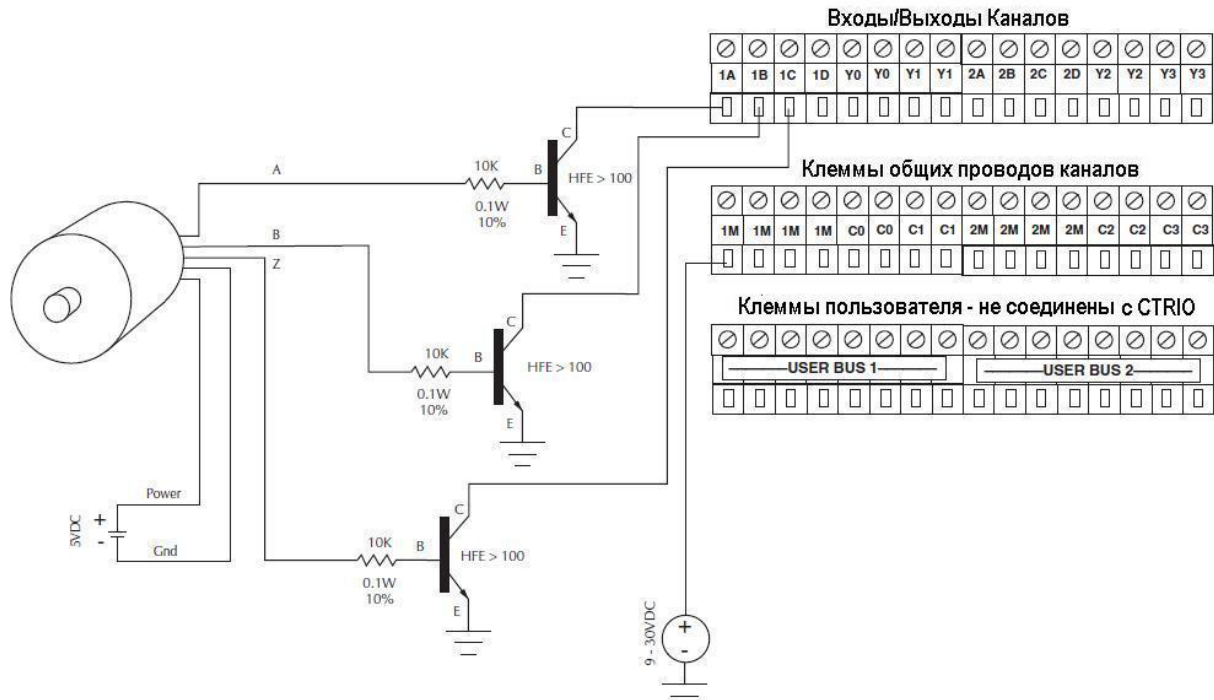 Входы/Выходы Каналов
1A 1B 1C 1D Y0 Y0 Y1 Y1 2A 2B 2C 2D Y2 Y2 Y3 Y3
Клеммы общих проводов каналов
1M 1M 1M 1M C0 C0 C1 C1 2M 2M 2M 2M C2 C2 C3 C3
Клеммы пользователя - не соединены с CTRIO
USER BUS 1 USER BUS 2
A
10K
B
C
HFE > 100
0.1W
10%
E
B
Z
10K
B
C
HFE > 100
0.1W
10%
E
Power
5VDC
+
-
Gnd
10K
B
C
HFE > 100
0.1W
10%
E
9 - 30VDC
+
-